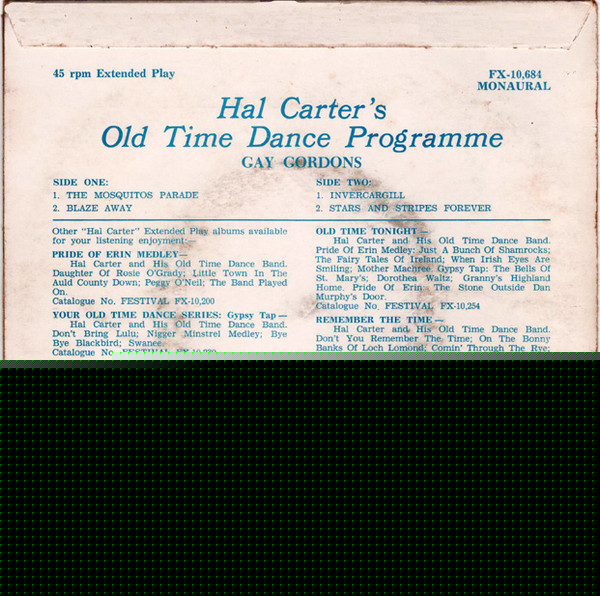 45 rpm Extended Play
FX-10,684
MONAURAL
Hal Carter's
Old Time Dance Programme
GAY GORDONS
SIDE ONE:
1. THE MOSQUITOS PARADE
2. BLAZE AWAY
SIDE TWO:
1. INVERCARGILL
2. STARS AND STRIPES FOREVER
Other "Hal Carter" Extended Play albums available
for your listening enjoyment:—
PRIDE OF ERIN MEDLEY—
Hal Carter and His Old Time Dance Band.
Daughter Of Rosie O'Grady; Little Town In The
Auld County Down; Peggy O'Neil; The Band Played
On.
Catalogue No. FESTIVAL FX-10,200
YOUR OLD TIME DANCE SERIES: Gypsy Tap—
Hal Carter and His Old Time Dance Band.
Don't Bring Lulu; Nigger Minstrel Medley; Bye
Bye Blackbird; Swanee.
Catalogue No. FESTIVAL
OLD TIME TONIGHT—
Hal Carter and His Old Time Dance Band.
Pride Of Erin Medley; Just A Bunch Of Shamrocks;
The Fairy Tales Of Ireland; When Irish Eyes Are
Smiling; Mother Machree. Gypsy Tap: The Bells Of
St. Mary's; Dorothea Waltz; Granny's Highland
Home. Pride Of Erin: The Stone Outside Dan
Murphy's Door.
Catalogue No. FESTIVAL FX-10,254
REMEMBER THE TIME—
Hal Carter and His Old Time Dance Band.
Don't You Remember The Time; On The Bonny
Banks Of Loch Lomond; Comin' Through The Rye;